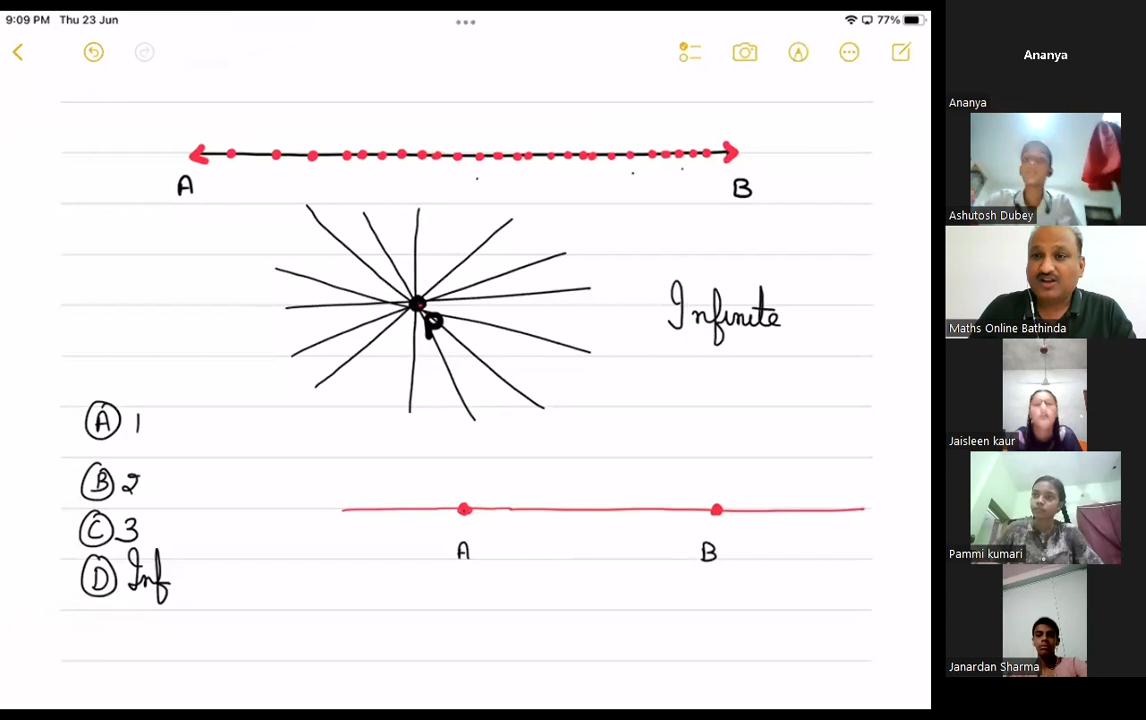 9:09 PM Thu 23 Jun
77%
A
B
P
Infinite
A 1
B 2
C 3
D Inf
A
B
Ananya
Ananya
Ashutosh Dubey
Maths Online Bathinda
Jaisleen kaur
Pammi kumari
Janardan Sharma